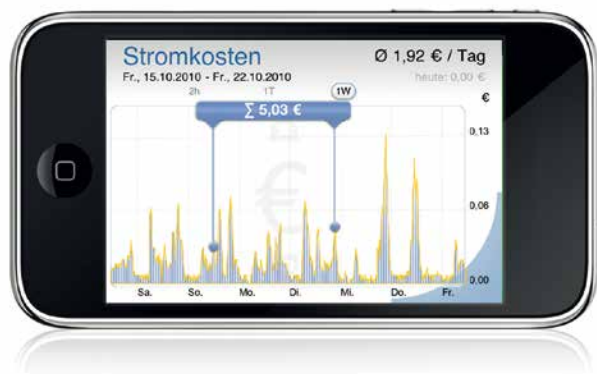 Stromkosten
Ø 1,92 € / Tag
Fr., 15.10.2010 - Fr., 22.10.2010
heute: 0,00 €
2h 1T 1W
€
∑ 5,03 €
0,13
0,06
0,00
Sa. So. Mo. Di. Mi. Do. Fr.